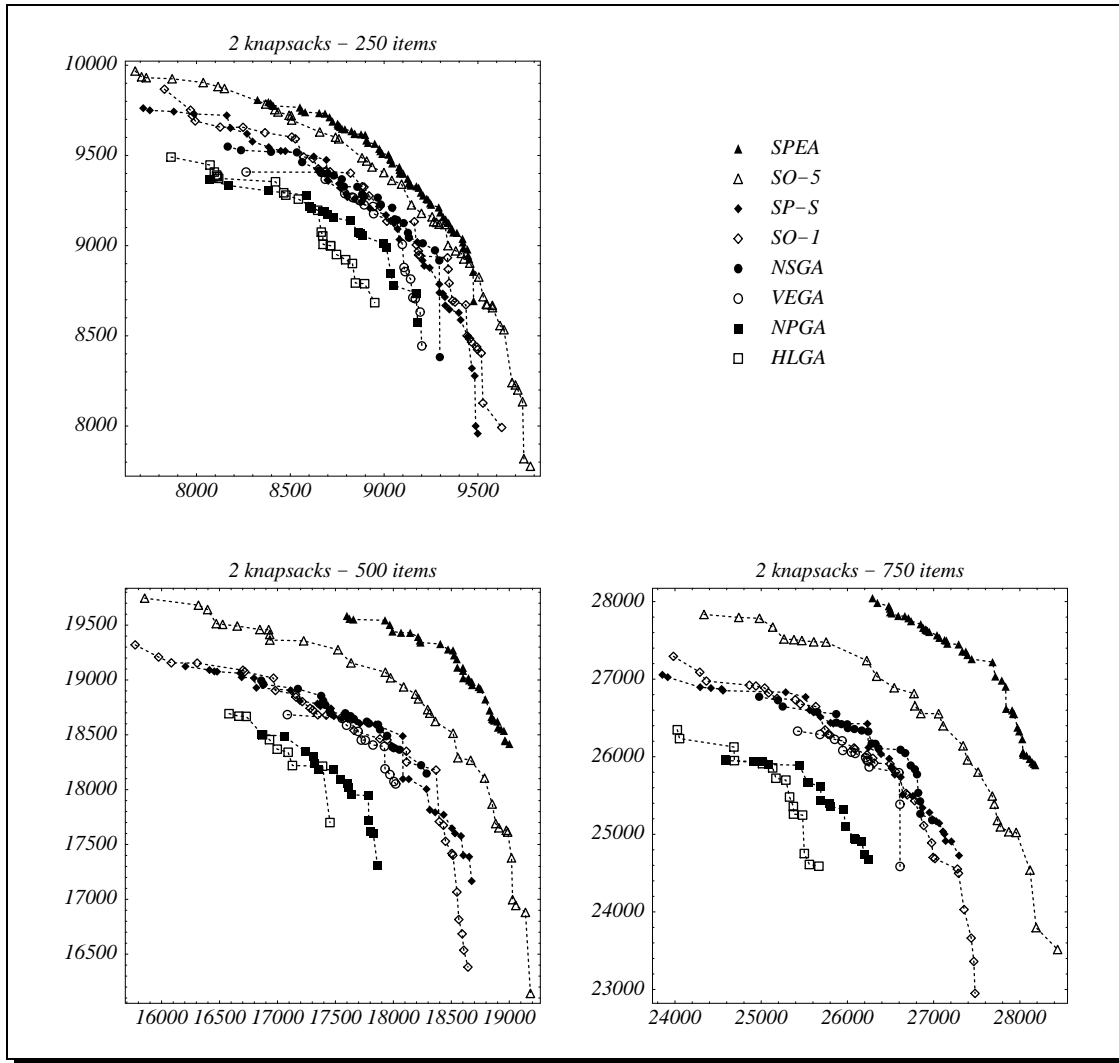 2 knapsacks − 250 items
10000
9500
9000
8500
8000
8000 8500 9000 9500
SPEA
SO−5
SP−S
SO−1
NSGA
VEGA
NPGA
HLGA
2 knapsacks − 500 items
19500
19000
18500
18000
17500
17000
16500
16000 16500 17000 17500 18000 18500 19000
2 knapsacks − 750 items
28000
27000
26000
25000
24000
23000
24000 25000 26000 27000 28000